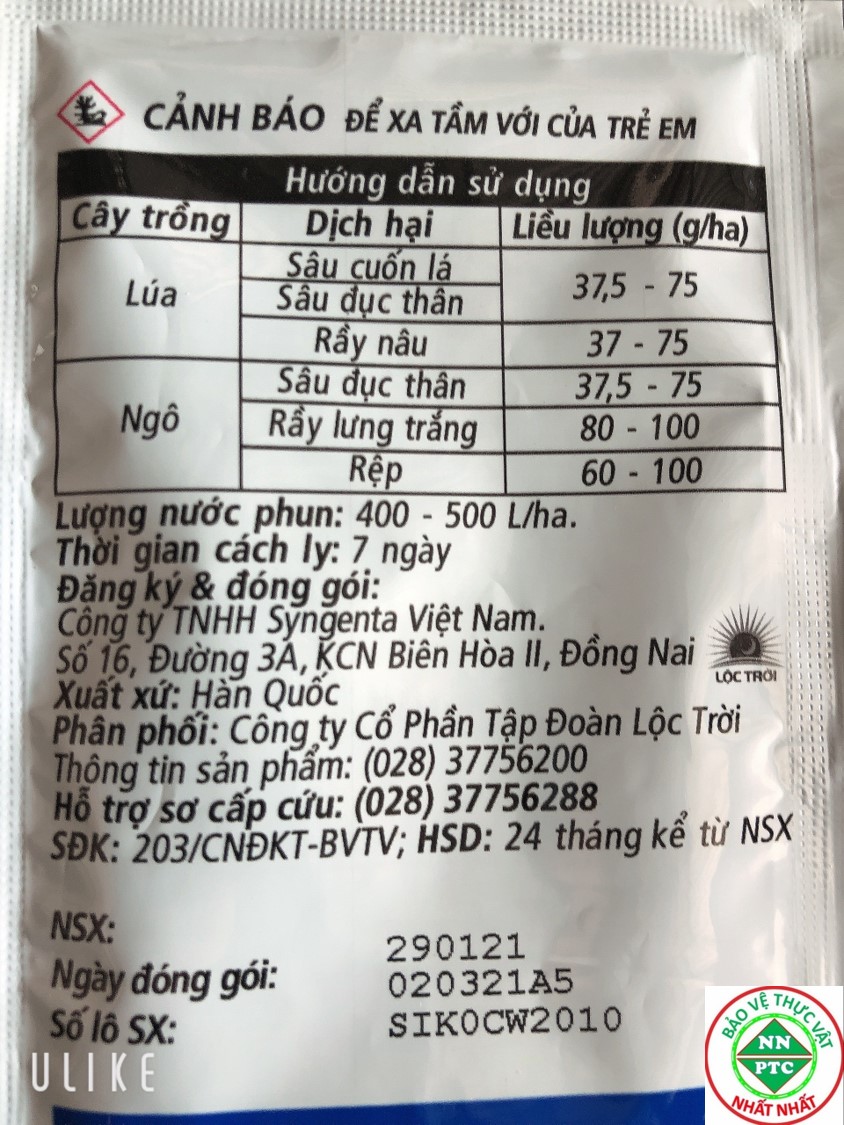 CẢNH BÁO ĐỂ XA TẦM VỚI CỦA TRẺ EM
Hướng dẫn sử dụng
Cây trồng Dịch hại Liều lượng (g/ha)
Lúa Sâu cuốn lá 37,5 - 75
Sâu đục thân
Rầy nâu 37 - 75
Ngô Sâu đục thân 37,5 - 75
Rầy lưng trắng 80 - 100
Rệp 60 - 100
Lượng nước phun: 400 - 500 L/ha.
Thời gian cách ly: 7 ngày
Đăng ký & đóng gói:
Công ty TNHH Syngenta Việt Nam.
Số 16, Đường 3A, KCN Biên Hòa II, Đồng Nai
LỘC TRỜI
Xuất xứ: Hàn Quốc
Phân phối: Công ty Cổ Phần Tập Đoàn Lộc Trời
Thông tin sản phẩm: (028) 37756200
Hỗ trợ sơ cấp cứu: (028) 37756288
SĐK: 203/CNĐKT-BVTV; HSD: 24 tháng kể từ NSX
NSX: 290121
Ngày đóng gói: 020321A5
Số lô SX: SIK0CW2010
ULIKE
BẢO VỆ THỰC VẬT
NN
PTC
NHẤT NHẤT